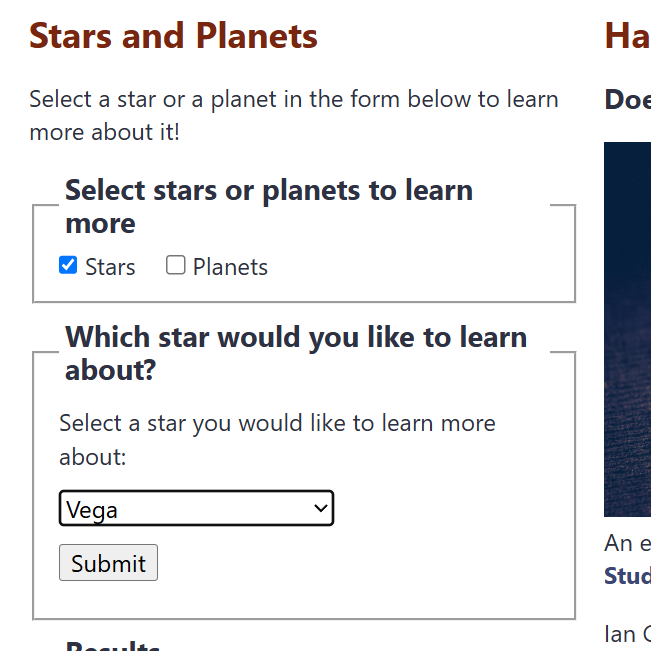 Stars and Planets
Select a star or a planet in the form below to learn
more about it!
Select stars or planets to learn
more
Stars
Planets
Which star would you like to learn
about?
Select a star you would like to learn more
about:
Vega
Submit
Results
Ha
Doe
An e
Stud
Ian